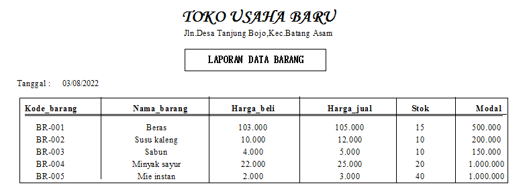 TOKO USAHA BARU
Jln.Desa Tanjung Bojo,Kec.Batang Asam
LAPORAN DATA BARANG
Tanggal : 03/08/2022
Kode_barang Nama_barang Harga_beli Harga_jual Stok Modal
BR-001 Beras 103.000 105.000 15 500.000
BR-002 Susu kaleng 10.000 12.000 10 200.000
BR-003 Sabun 4.000 5.000 10 150.000
BR-004 Minyak sayur 22.000 25.000 20 1.000.000
BR-005 Mie instan 2.000 3.000 40 1.000.000